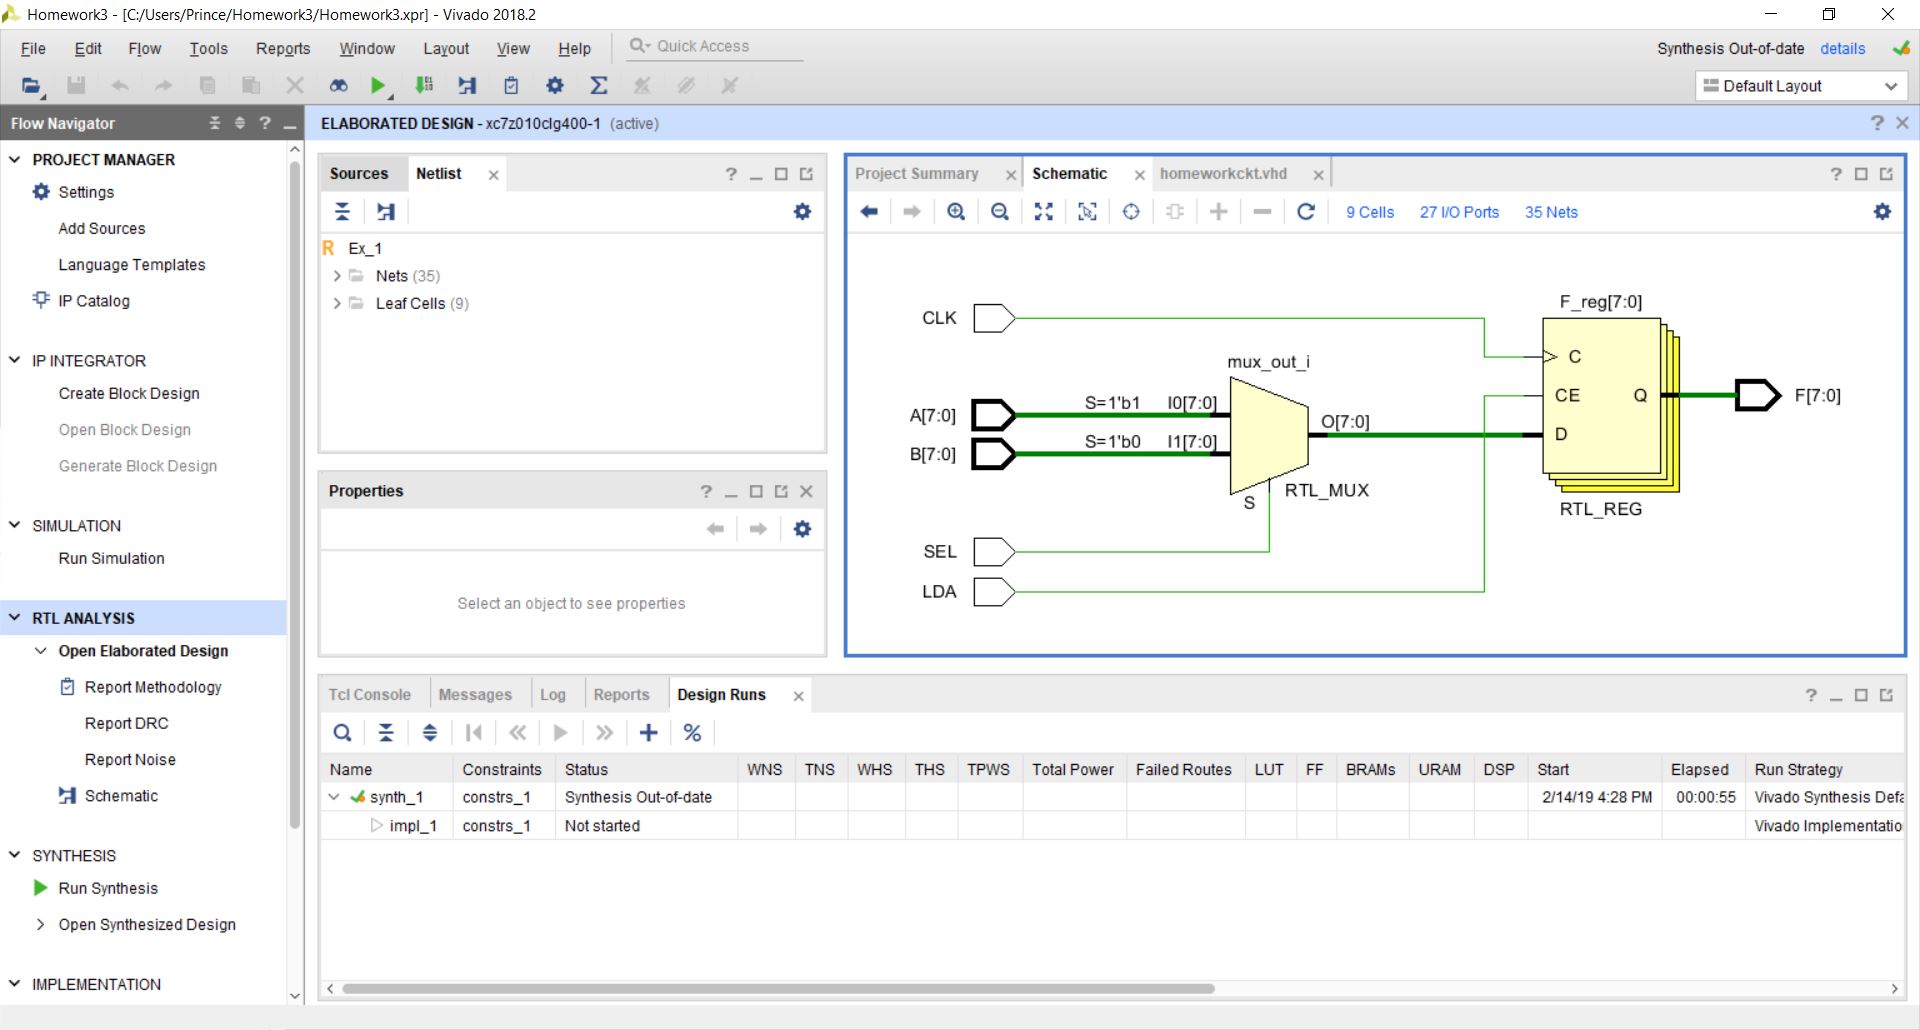 Homework3 - [C:/Users/Prince/Homework3/Homework3.xpr] - Vivado 2018.2
File Edit Flow Tools Reports Window Layout View Help Quick Access
Synthesis Out-of-date details
Default Layout
Flow Navigator
PROJECT MANAGER
Settings
Add Sources
Language Templates
IP Catalog
IP INTEGRATOR
Create Block Design
Open Block Design
Generate Block Design
SIMULATION
Run Simulation
RTL ANALYSIS
Open Elaborated Design
Report Methodology
Report DRC
Report Noise
Schematic
SYNTHESIS
Run Synthesis
Open Synthesized Design
IMPLEMENTATION
ELABORATED DESIGN - xc7z010clg400-1 (active)
Sources Netlist
R Ex_1
Nets (35)
Leaf Cells (9)
Properties
Select an object to see properties
Project Summary Schematic homeworkckt.vhd
9 Cells 27 I/O Ports 35 Nets
F_reg[7:0]
CLK
mux_out_i
C
S=1'b1 I0[7:0]
CE Q F[7:0]
A[7:0]
O[7:0]
S=1'b0 I1[7:0]
D
B[7:0]
RTL_MUX
S
RTL_REG
SEL
LDA
Tcl Console Messages Log Reports Design Runs
Name Constraints Status WNS TNS WHS THS TPWS Total Power Failed Routes LUT FF BRAMs URAM DSP Start Elapsed Run Strategy
synth_1 constrs_1 Synthesis Out-of-date 2/14/19 4:28 PM 00:00:55 Vivado Synthesis Defa
impl_1 constrs_1 Not started Vivado Implementatio